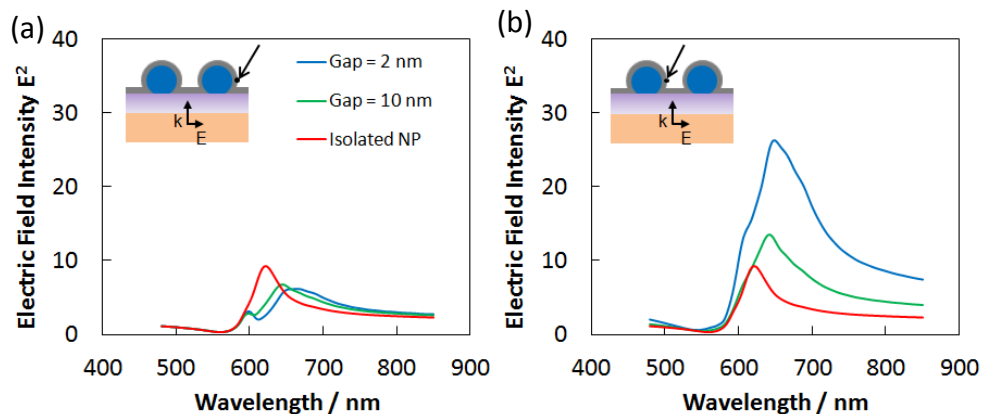 (a)
Electric Field Intensity E²
40
30
20
10
0
400 500 600 700 800 900
Wavelength / nm
k
E
Gap = 2 nm
Gap = 10 nm
Isolated NP
(b)
Electric Field Intensity E²
40
30
20
10
0
400 500 600 700 800 900
Wavelength / nm
k
E